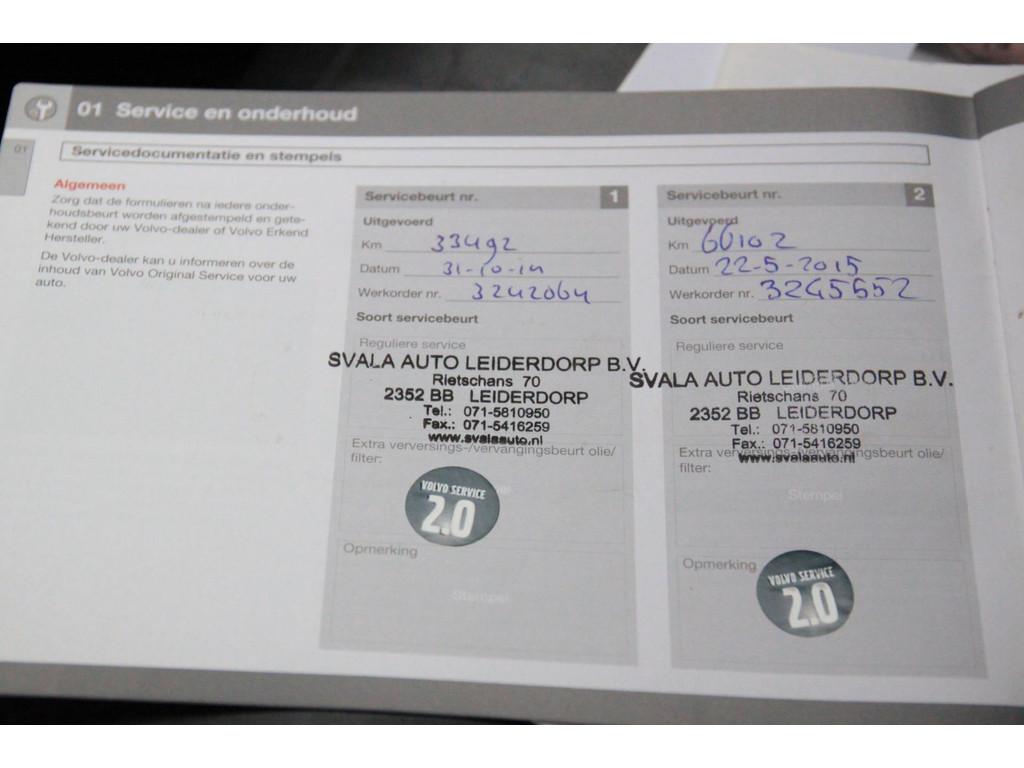 01 Service en onderhoud
01
Servicedocumentatie en stempels
Algemeen
Zorg dat de formulieren na iedere onder-
houdsbeurt worden afgestempeld en gete-
kend door uw Volvo-dealer of Volvo Erkend
Hersteller.
De Volvo-dealer kan u informeren over de
inhoud van Volvo Original Service voor uw
auto.
Servicebeurt nr. 1
Uitgevoerd
Km 33492
Datum 31-10-14
Werkorder nr. 3242064
Soort servicebeurt
Reguliere service
SVALA AUTO LEIDERDORP B.V.
Rietschans 70
2352 BB LEIDERDORP
Tel.: 071-5810950
Fax.: 071-5416259
www.svalaauto.nl
Extra verversings-/vervangingsbeurt olie/
filter:
VOLVO SERVICE
2.0
Opmerking
Stempel
Servicebeurt nr. 2
Uitgevoerd
Km 66102
Datum 22-5-2015
Werkorder nr. 3245652
Soort servicebeurt
Reguliere service
SVALA AUTO LEIDERDORP B.V.
Rietschans 70
2352 BB LEIDERDORP
Tel.: 071-5810950
Fax.: 071-5416259
www.svalaauto.nl
Extra verversings-/vervangingsbeurt olie/
filter:
Stempel
Opmerking
VOLVO SERVICE
2.0